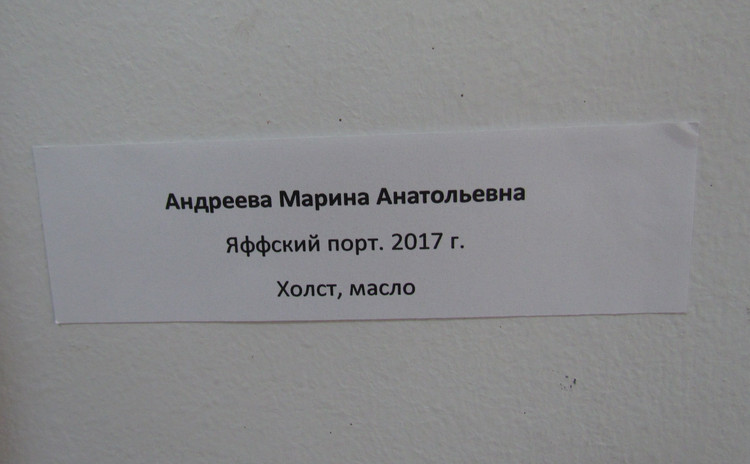 Андреева Марина Анатольевна
Яффский порт. 2017 г.
Холст, масло